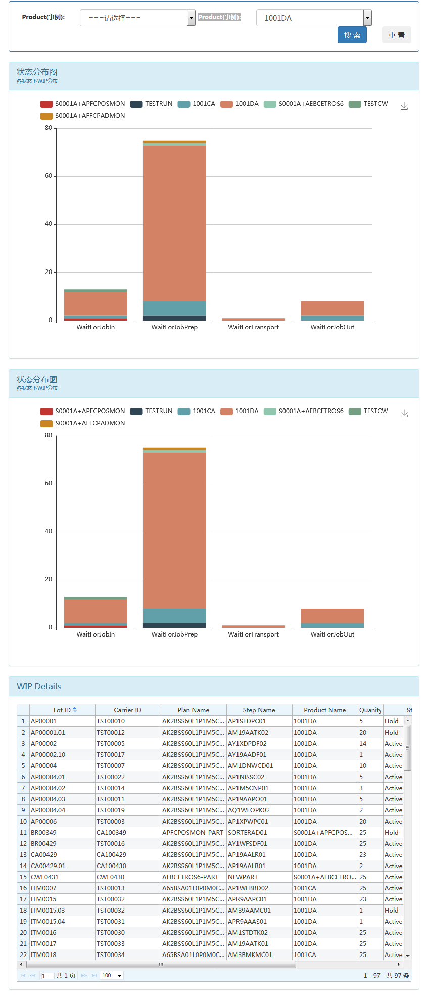 Product(事例): ===请选择=== Product(事例): 1001DA
搜 索 重 置
状态分布图
各状态下WIP分布
S0001A+APFCPOSMON TESTRUN 1001CA 1001DA S0001A+AEBCETROS6 TESTCW
S0001A+AFFCPADMON
80
60
40
20
0
WaitForJobIn WaitForJobPrep WaitForTransport WaitForJobOut
状态分布图
各状态下WIP分布
S0001A+APFCPOSMON TESTRUN 1001CA 1001DA S0001A+AEBCETROS6 TESTCW
S0001A+AFFCPADMON
80
60
40
20
0
WaitForJobIn WaitForJobPrep WaitForTransport WaitForJobOut
WIP Details
Lot ID Carrier ID Plan Name Step Name Product Name Quanity St
1 AP00001 TST00010 AK2BSS60L1P1M5C... AP1STDPC01 1001DA 5 Hold
2 AP00001.01 TST00012 AK2BSS60L1P1M5C... AM19AATK02 1001DA 20 Hold
3 AP00002 TST00005 AK2BSS60L1P1M5C... AY1XDPDF02 1001DA 14 Active
4 AP00002.10 TST00017 AK2BSS60L1P1M5C... AY19AADF01 1001DA 1 Active
5 AP00004 TST00007 AK2BSS60L1P1M5C... AM1DNWCD01 1001DA 10 Active
6 AP00004.01 TST00022 AK2BSS60L1P1M5C... AP1NISSC02 1001DA 5 Active
7 AP00004.02 TST00014 AK2BSS60L1P1M5C... AP1M5CNP01 1001DA 3 Active
8 AP00004.03 TST00011 AK2BSS60L1P1M5C... AP19AAPO01 1001DA 5 Active
9 AP00004.04 TST00019 AK2BSS60L1P1M5C... AQ1WFOPK02 1001DA 2 Active
10 AP00006 TST00003 AK2BSS60L1P1M5C... AP1XPWPC01 1001DA 20 Active
11 BR00349 CA100349 APFCPOSMON-PART SORTERAD01 S0001A+APFCPOS... 25 Hold
12 BR00429 TST00016 AK2BSS60L1P1M5C... AY1WFSDF01 1001DA 25 Active
13 CA00429 CA100429 AK2BSS60L1P1M5C... AP19AALR01 1001DA 23 Active
14 CA00429.01 CA100430 AK2BSS60L1P1M5C... AP19AALR01 1001DA 2 Active
15 CWE0431 CWE0430 AEBCETROS6-PART NEWPART S0001A+AEBCETRO... 25 Active
16 ITM0007 TST00013 A65BSA01L0P0M0C... AP1WFBBD02 1001CA 25 Active
17 ITM0015 TST00032 AK2BSS60L1P1M5C... APR9AAPC01 1001DA 23 Active
18 ITM0015.03 TST00032 AK2BSS60L1P1M5C... AM39AAMC01 1001DA 1 Hold
19 ITM0015.04 TST00031 AK2BSS60L1P1M5C... APR9AAAS01 1001DA 1 Active
20 ITM0016 TST00030 AK2BSS60L1P1M5C... AM1STDTK02 1001DA 25 Active
21 ITM0017 TST00033 AK2BSS60L1P1M5C... AM19AATK01 1001DA 25 Active
22 ITM0018 TST00034 A65BSA01L0P0M0C... AM3BMKMC01 1001CA 25 Active
1 共 1 页 100 1 - 97 共 97 条